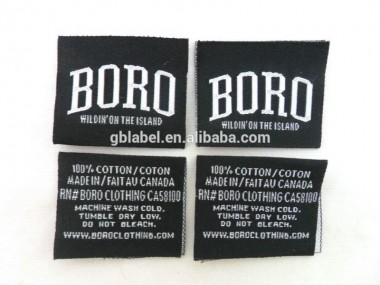 BORO
WILDIN' ON THE ISLAND
BORO
WILDIN' ON THE ISLAND
gblabel.en.alibaba.com
100% COTTON/COTON
MADE IN/FAIT AU CANADA
RN# BORO CLOTHING CA58100
MACHINE WASH COLD.
TUMBLE DRY LOW.
DO NOT BLEACH.
WWW.BOROCLOTHING.COM
100% COTTON/COTON
MADE IN/FAIT AU CANADA
RN# BORO CLOTHING CA58100
MACHINE WASH COLD.
TUMBLE DRY LOW.
DO NOT BLEACH.
WWW.BOROCLOTHING.COM